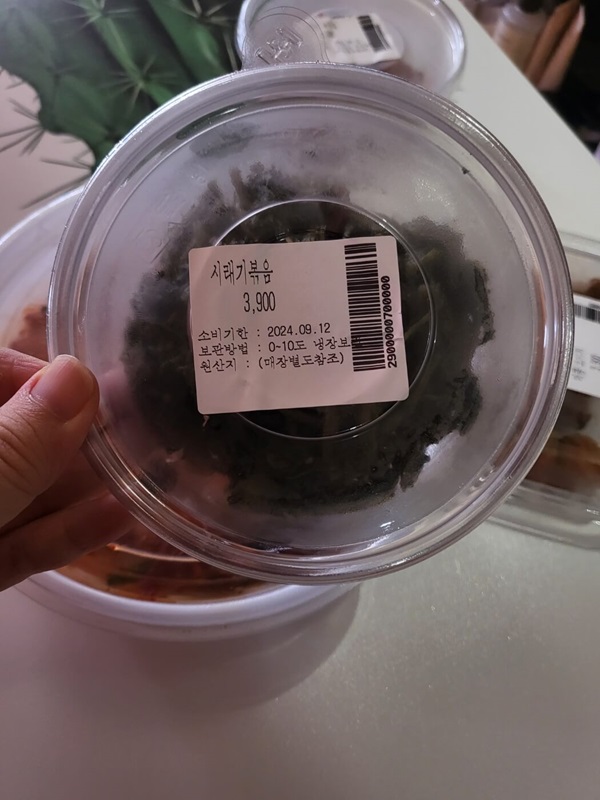 시래기볶음
3,900
소비기한 : 2024.09.12
보관방법 : 0-10도 냉장보
원산지 : (매장별도참조)
2900000700000